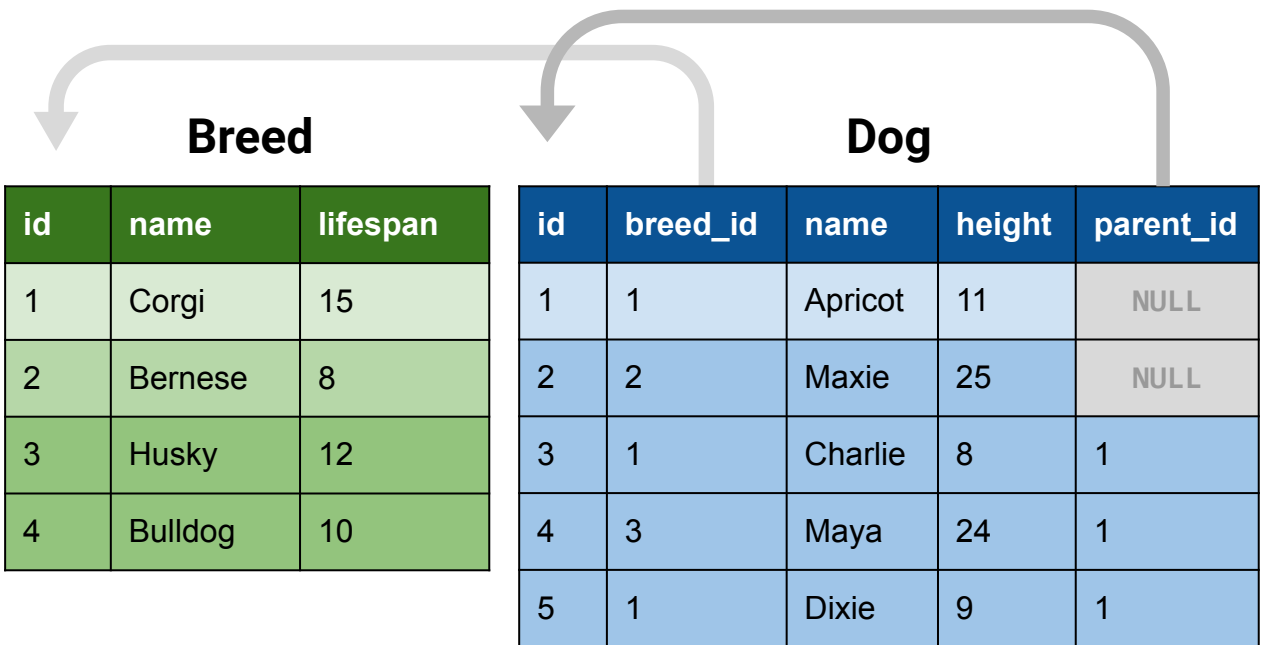 Breed
Dog
id name lifespan
1 Corgi 15
2 Bernese 8
3 Husky 12
4 Bulldog 10
id breed_id name height parent_id
1 1 Apricot 11 NULL
2 2 Maxie 25 NULL
3 1 Charlie 8 1
4 3 Maya 24 1
5 1 Dixie 9 1